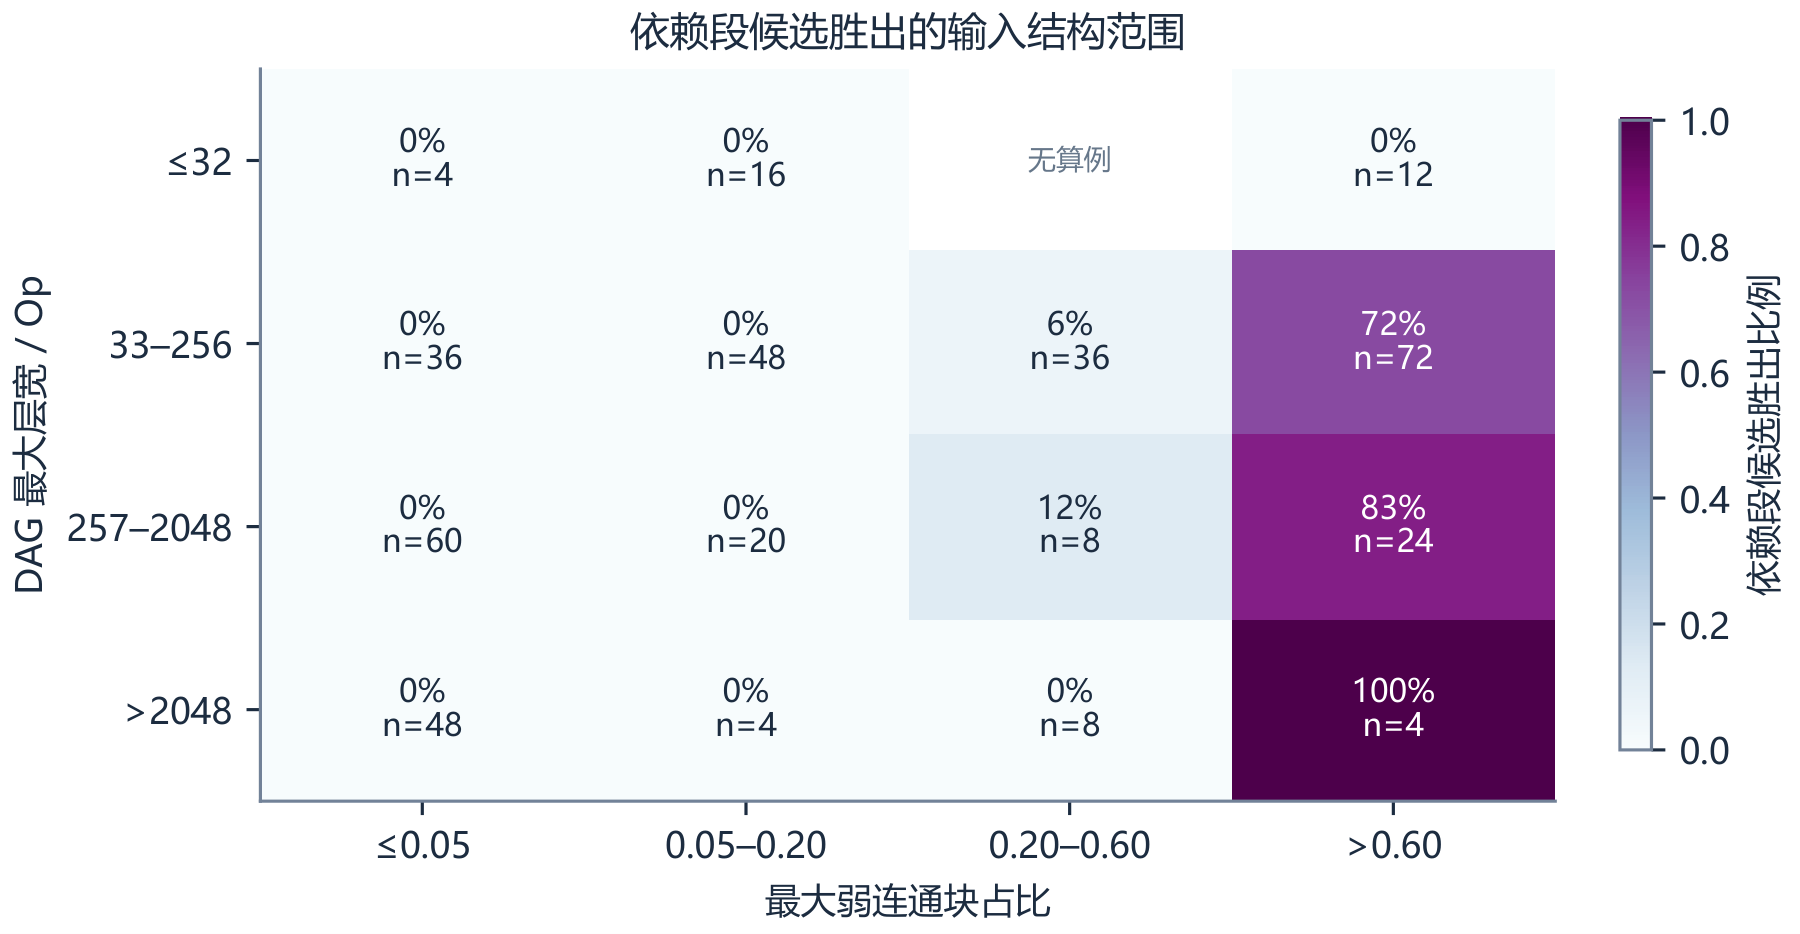 依赖段候选胜出的输入结构范围
DAG 最大层宽 / Op
≤32
0%
n=4
0%
n=16
无算例
0%
n=12
33–256
0%
n=36
0%
n=48
6%
n=36
72%
n=72
257–2048
0%
n=60
0%
n=20
12%
n=8
83%
n=24
>2048
0%
n=48
0%
n=4
0%
n=8
100%
n=4
≤0.05
0.05–0.20
0.20–0.60
>0.60
最大弱连通块占比
1.0
0.8
0.6
0.4
0.2
0.0
依赖段候选胜出比例